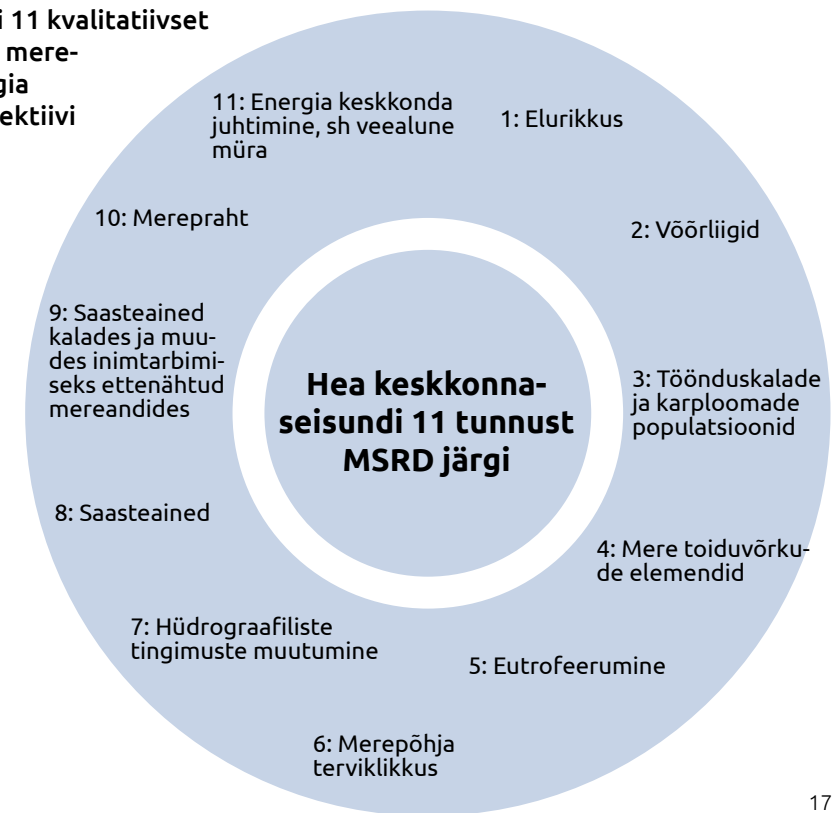 i 11 kvalitatiivset
mere-
gia
ektiivi
11: Energia keskkonda
juhtimine, sh veealune
müra
1: Elurikkus
10: Merepraht
2: Võõrliigid
9: Saasteained
kalades ja muu-
des inimtarbimi-
seks ettenähtud
mereandides
Hea keskkonna-
seisundi 11 tunnust
MSRD järgi
3: Töönduskalade
ja karploomade
populatsioonid
8: Saasteained
4: Mere toiduvõrku-
de elemendid
7: Hüdrograafiliste
tingimuste muutumine
5: Eutrofeerumine
6: Merepõhja
terviklikkus
17